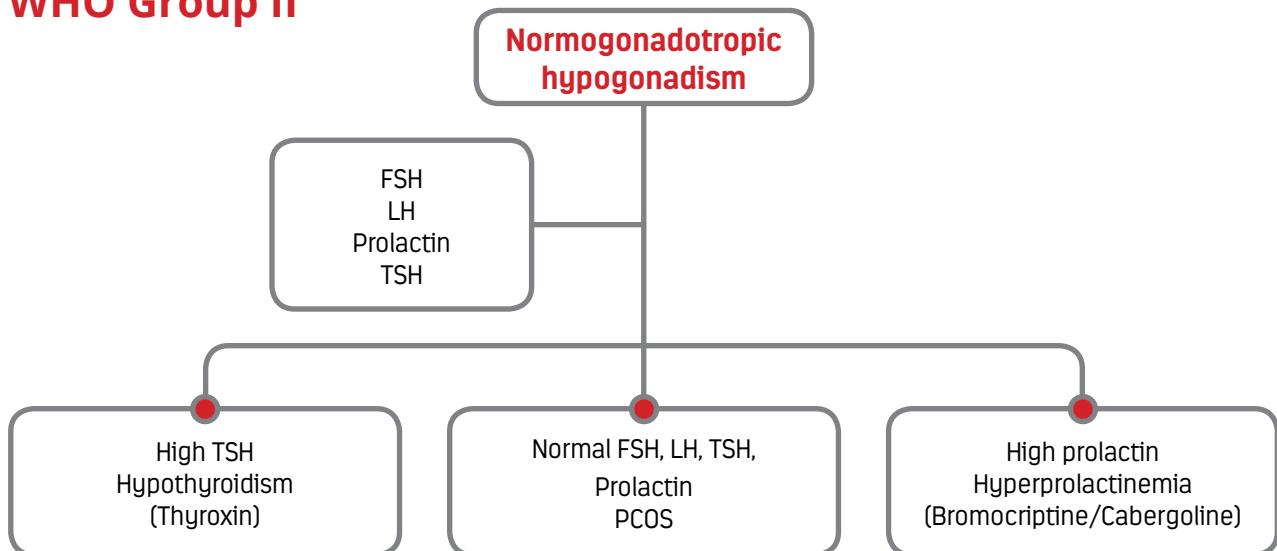 WHO Group II
Normogonadotropic
hypogonadism
FSH
LH
Prolactin
TSH
High TSH
Hypothyroidism
(Thyroxin)
Normal FSH, LH, TSH,
Prolactin
PCOS
High prolactin
Hyperprolactinemia
(Bromocriptine/Cabergoline)